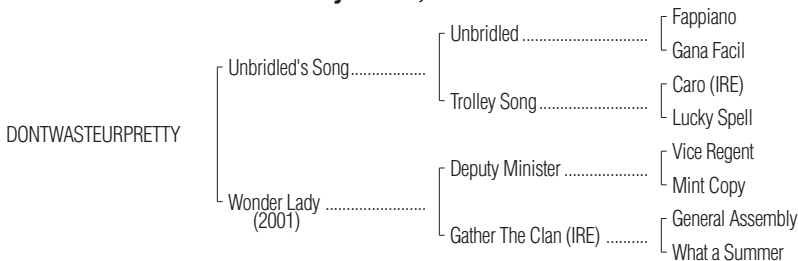 Fappiano
Unbridled ..............................
Gana Facil
Unbridled's Song..................
Caro (IRE)
Trolley Song..........................
Lucky Spell
DONTWASTEURPRETTY
Vice Regent
Deputy Minister ....................
Mint Copy
Wonder Lady ........................
(2001)
General Assembly
Gather The Clan (IRE) ..........
What a Summer